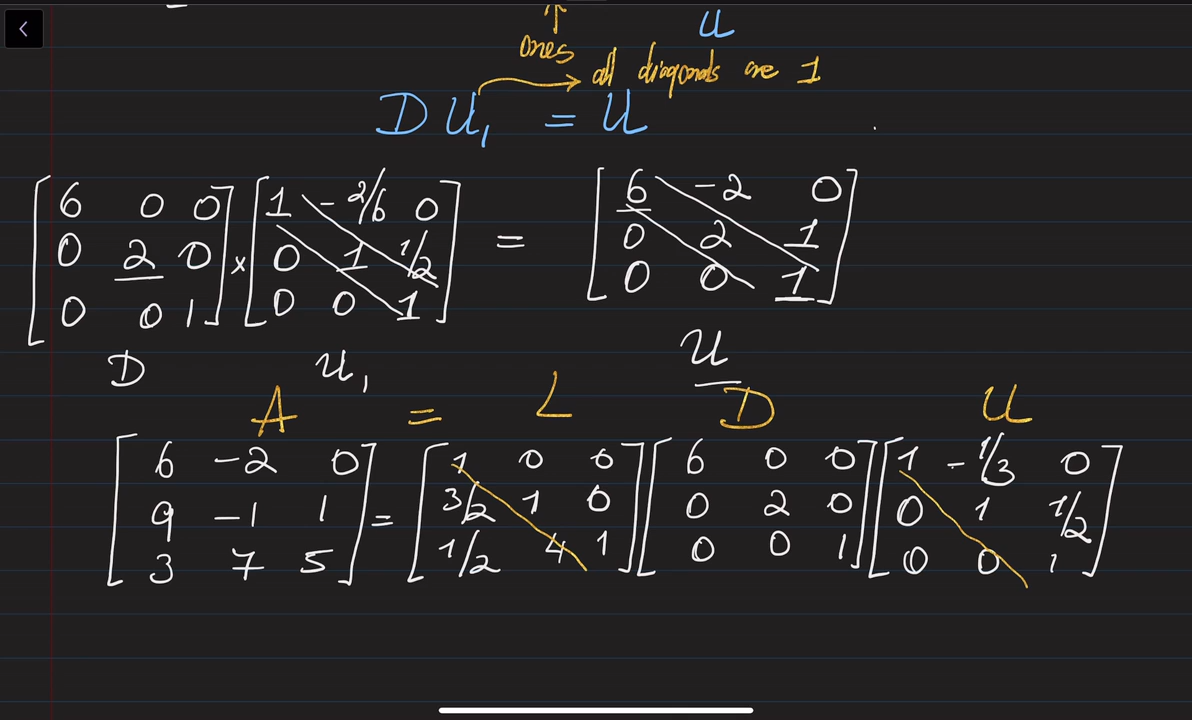 U
ones
all diagonals are 1
D U₁ = U
[6 0 0; 0 2 0; 0 0 1] × [1 -2/6 0; 0 1 1/2; 0 0 1] = [6 -2 0; 0 2 1; 0 0 1]
D U₁ U
A = L D U
[6 -2 0; 9 -1 1; 3 7 5] = [1 0 0; 3/2 1 0; 1/2 4 1] [6 0 0; 0 2 0; 0 0 1] [1 -1/3 0; 0 1 1/2; 0 0 1]